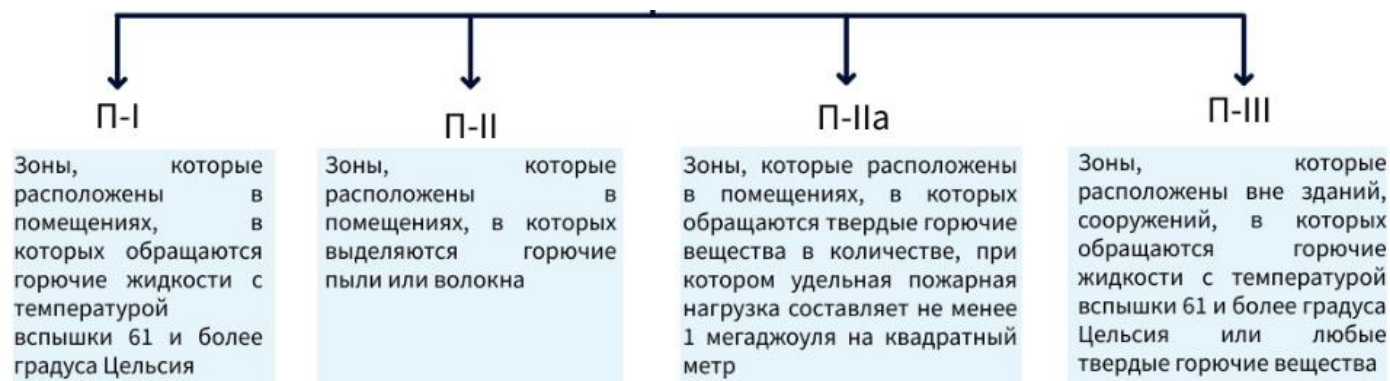 П-I
Зоны, которые
расположены в
помещениях, в
которых обращаются
горючие жидкости с
температурой
вспышки 61 и более
градуса Цельсия
П-II
Зоны, которые
расположены в
помещениях, в которых
выделяются горючие
пыли или волокна
П-IIа
Зоны, которые расположены
в помещениях, в которых
обращаются твердые горючие
вещества в количестве, при
котором удельная пожарная
нагрузка составляет не менее
1 мегаджоуля на квадратный
метр
П-III
Зоны, которые
расположены вне зданий,
сооружений, в которых
обращаются горючие
жидкости с температурой
вспышки 61 и более градуса
Цельсия или любые
твердые горючие вещества